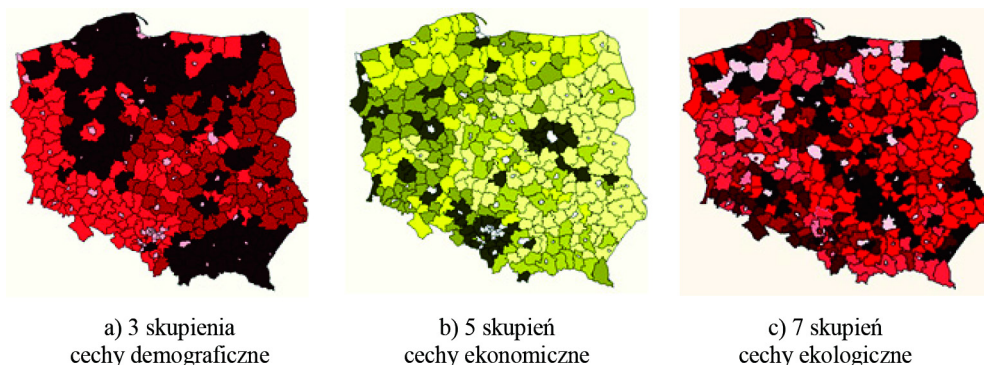 a) 3 skupienia
cechy demograficzne
b) 5 skupień
cechy ekonomiczne
c) 7 skupień
cechy ekologiczne